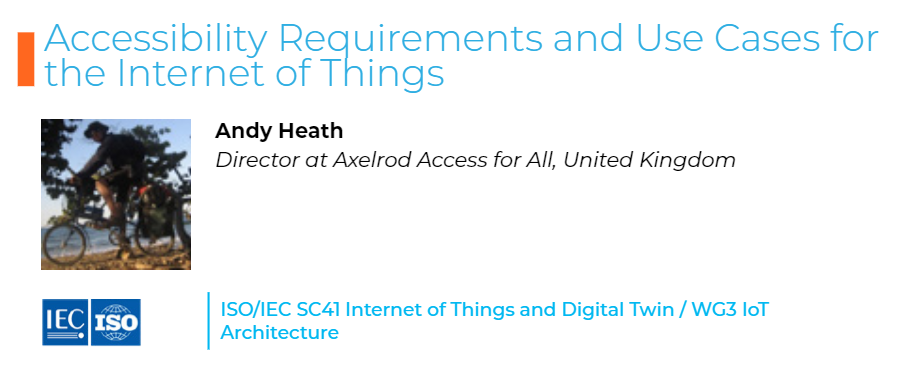 Accessibility Requirements and Use Cases for
the Internet of Things
Andy Heath
Director at Axelrod Access for All, United Kingdom
IEC ISO
ISO/IEC SC41 Internet of Things and Digital Twin / WG3 IoT
Architecture